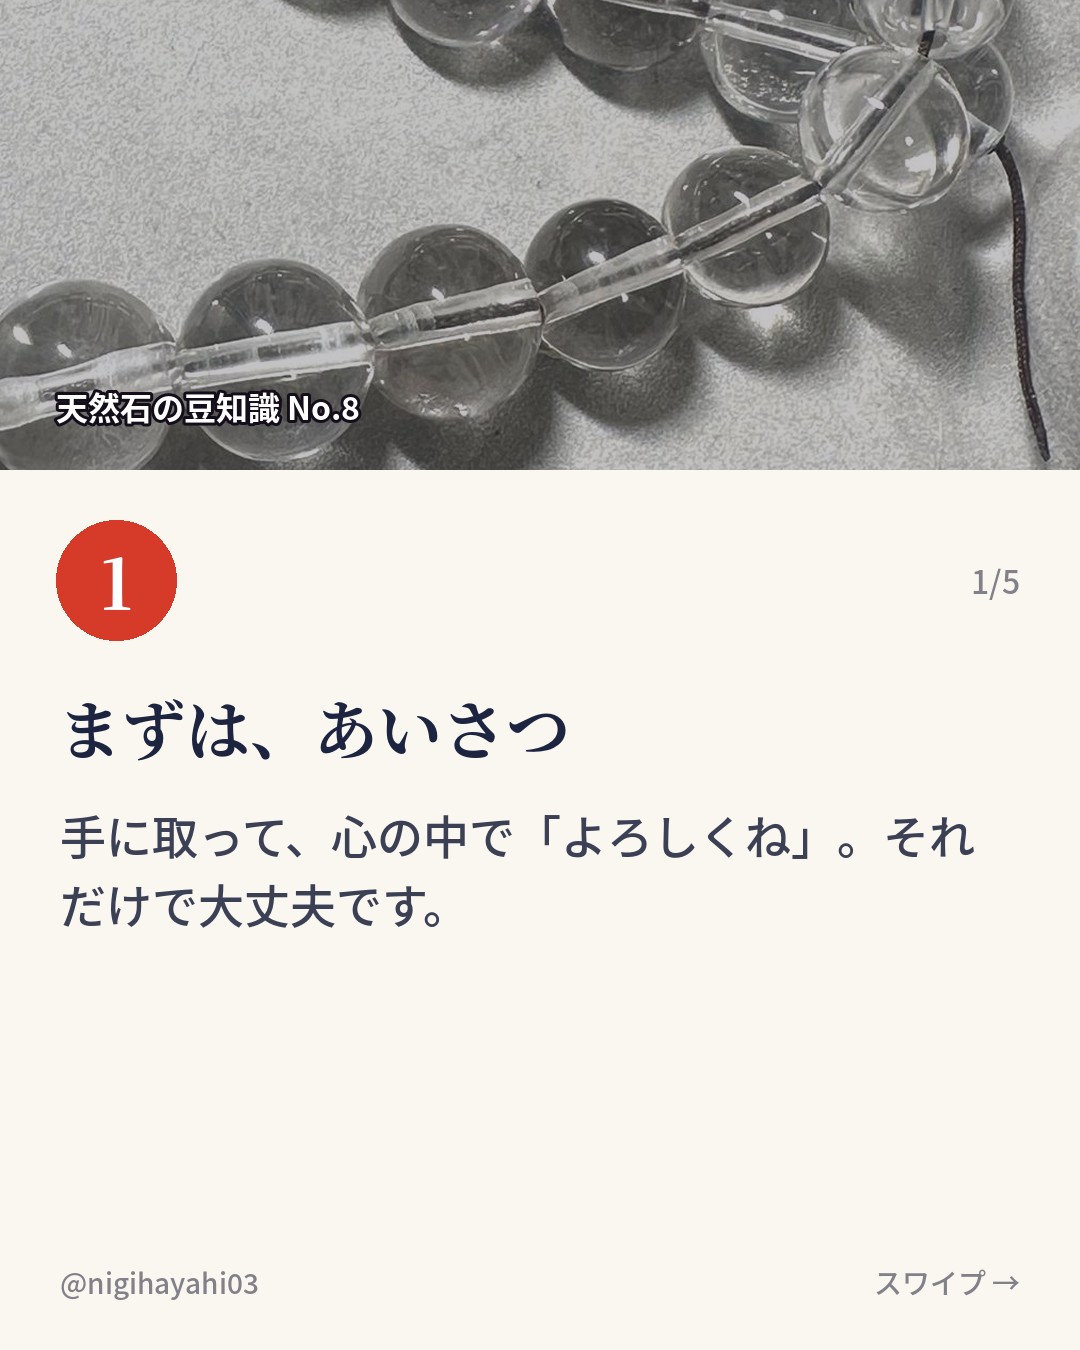 天然石の豆知識 No.8
1
1/5
まずは、あいさつ
手に取って、心の中で「よろしくね」。それ
だけで大丈夫です。
@nigihayahi03
スワイプ →